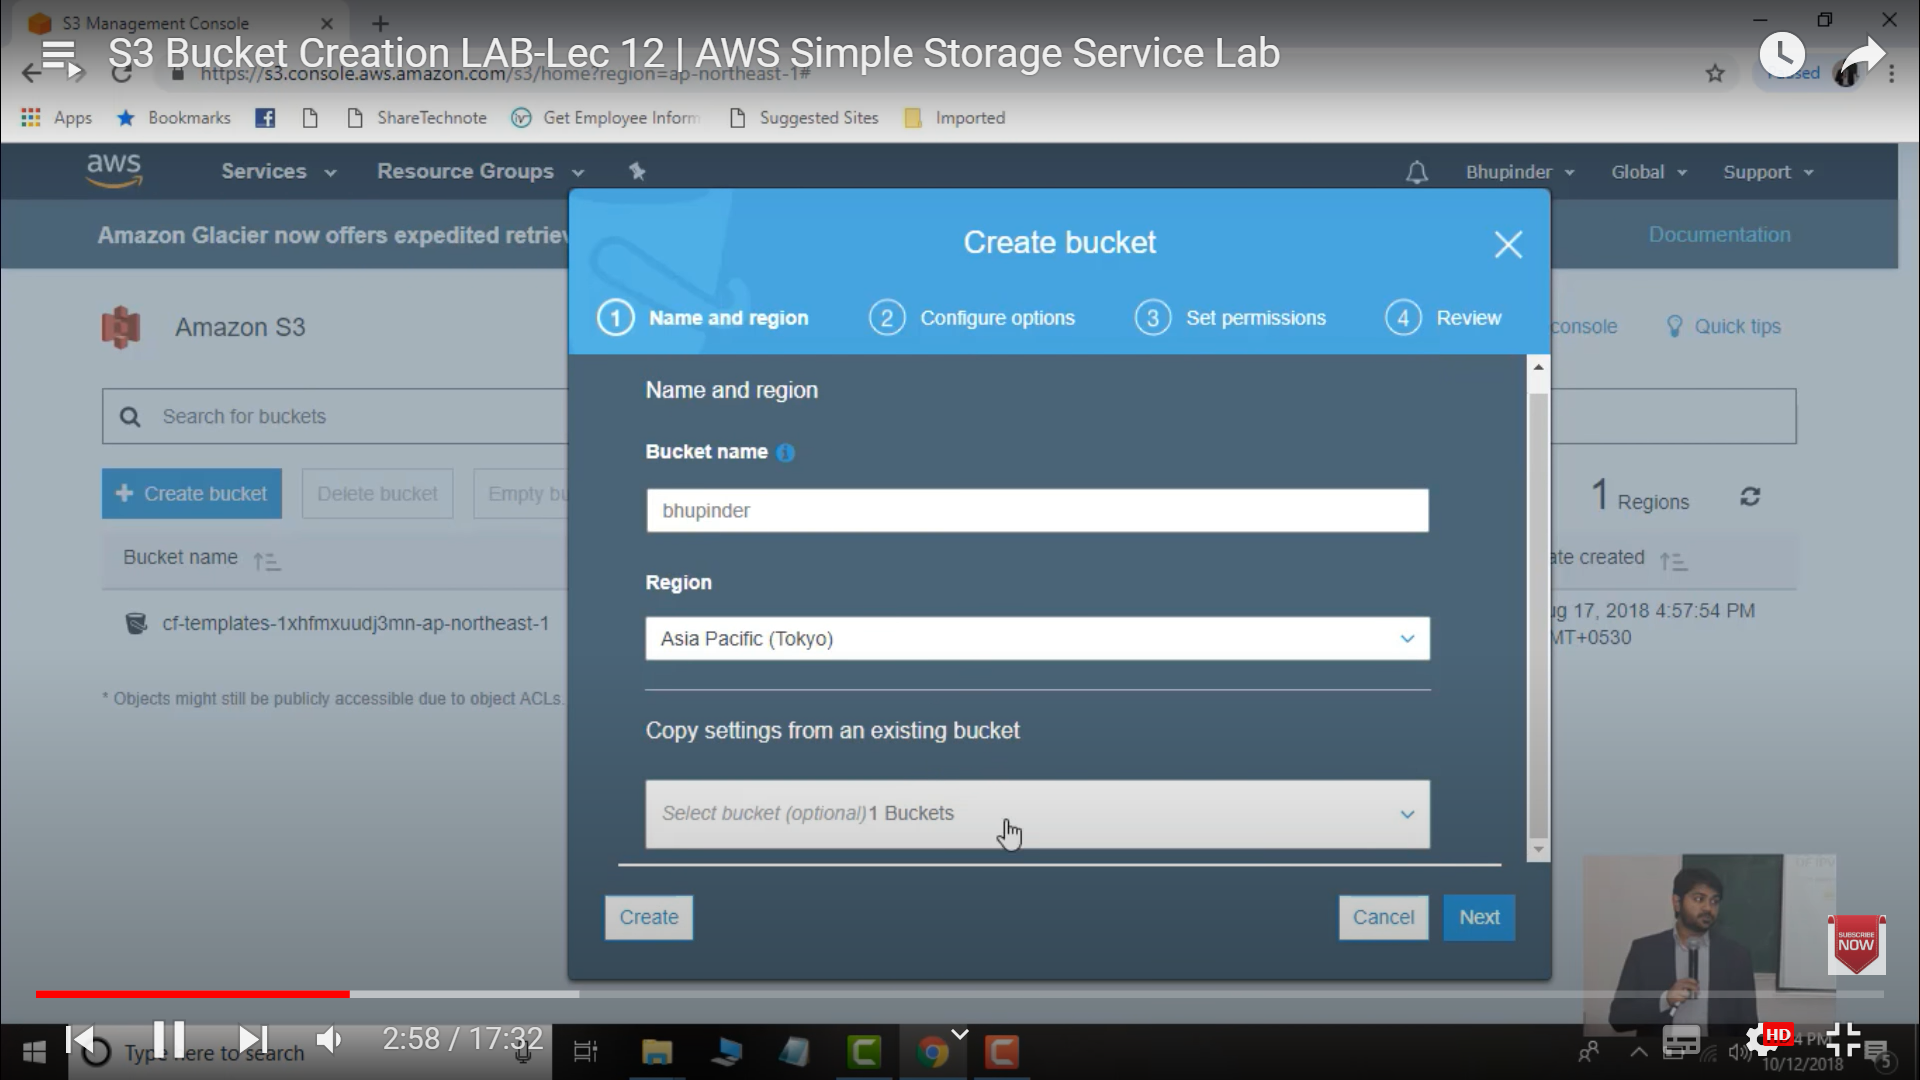 S3 Management Console
S3 Bucket Creation LAB-Lec 12 | AWS Simple Storage Service Lab
https://s3.console.aws.amazon.com/s3/home?region=ap-northeast-1#
Apps
Bookmarks
ShareTechnote
Get Employee Inform
Suggested Sites
Imported
aws
Services
Resource Groups
Bhupinder
Global
Support
Amazon Glacier now offers expedited retriev
Documentation
Create bucket
1 Name and region
2 Configure options
3 Set permissions
4 Review
Amazon S3
console
Quick tips
Search for buckets
Name and region
Bucket name
bhupinder
+ Create bucket
Delete bucket
Empty bu
1 Regions
Bucket name
ate created
Region
Asia Pacific (Tokyo)
cf-templates-1xhfmxuudj3mn-ap-northeast-1
ug 17, 2018 4:57:54 PM
MT+0530
* Objects might still be publicly accessible due to object ACLs.
Copy settings from an existing bucket
Select bucket (optional)1 Buckets
Create
Cancel
Next
SUBSCRIBE
NOW
2:58 / 17:32
Type here to search
HD
4 PM
10/12/2018
5